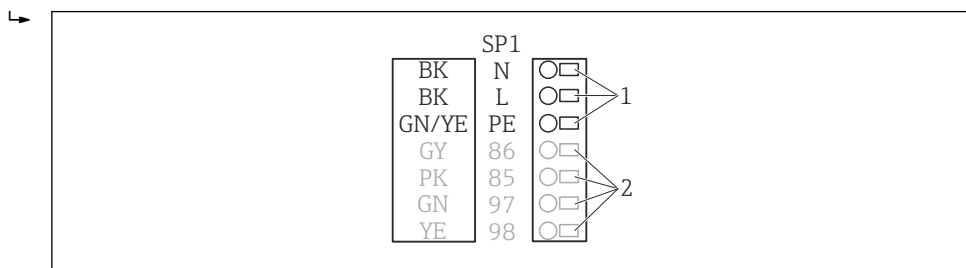 SP1
BK N
BK L 1
GN/YE PE
GY 86
PK 85 2
GN 97
YE 98